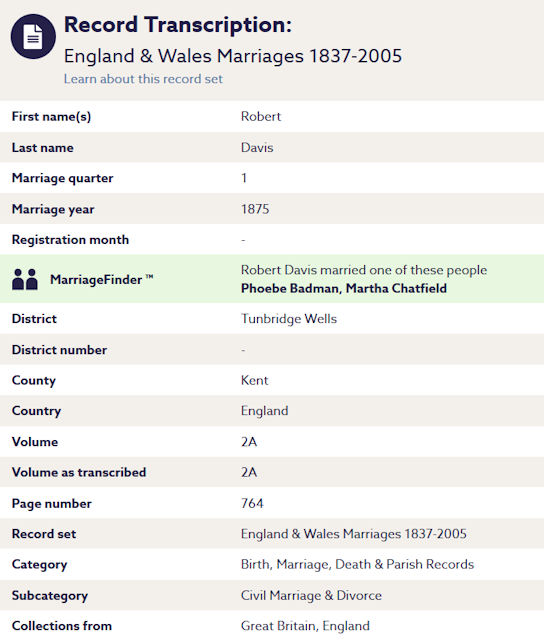 Record Transcription:
England & Wales Marriages 1837-2005
Learn about this record set
First name(s) Robert
Last name Davis
Marriage quarter 1
Marriage year 1875
Registration month -
MarriageFinder ™ Robert Davis married one of these people
Phoebe Badman, Martha Chatfield
District Tunbridge Wells
District number -
County Kent
Country England
Volume 2A
Volume as transcribed 2A
Page number 764
Record set England & Wales Marriages 1837-2005
Category Birth, Marriage, Death & Parish Records
Subcategory Civil Marriage & Divorce
Collections from Great Britain, England